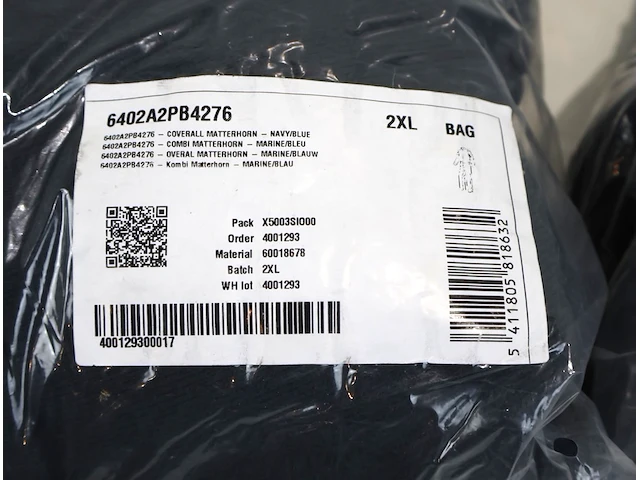 6402A2PB4276 2XL BAG
6402A2PB4276 – COVERALL MATTERHORN – NAVY/BLUE
6402A2PB4276 – COMBI MATTERHORN – MARINE/BLEU
6402A2PB4276 – OVERAL MATTERHORN – MARINE/BLAUW
6402A2PB4276 – Kombi Matterhorn – MARINE/BLAU
Pack X5003SI000
Order 4001293
Material 60018678
Batch 2XL
WH lot 4001293
400129300017
5 411805 818632